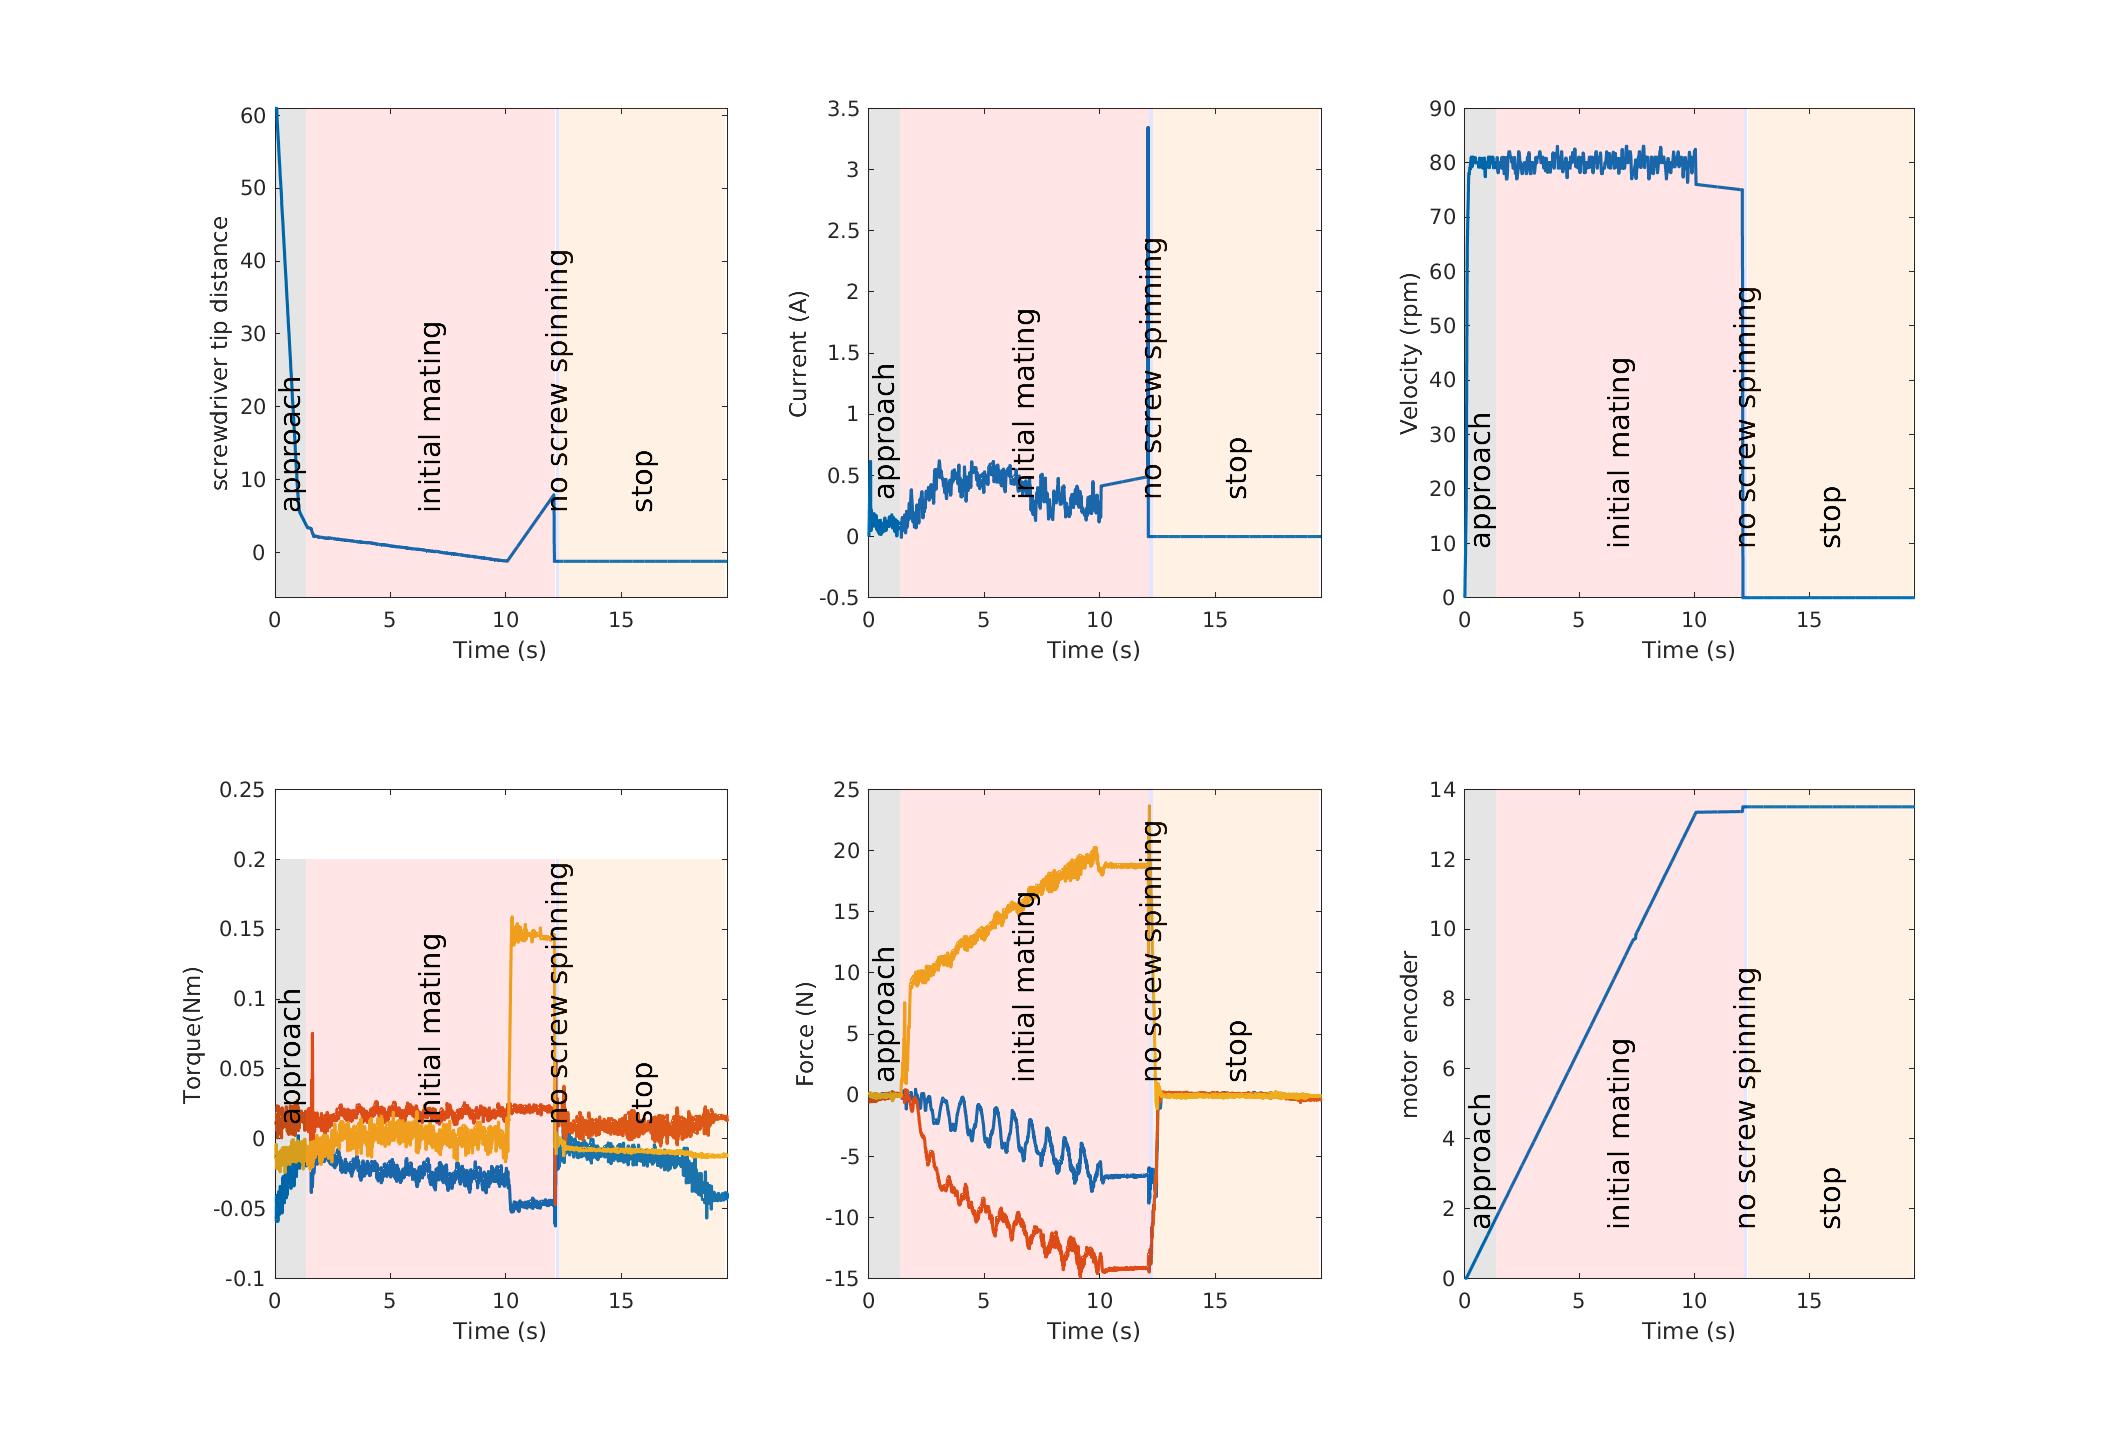 60
50
40
30
20
10
0
screwdriver tip distance
approach
initial mating
no screw spinning
stop
0 5 10 15
Time (s)
3.5
3
2.5
2
1.5
1
0.5
0
-0.5
Current (A)
approach
initial mating
no screw spinning
stop
0 5 10 15
Time (s)
90
80
70
60
50
40
30
20
10
0
Velocity (rpm)
approach
initial mating
no screw spinning
stop
0 5 10 15
Time (s)
0.25
0.2
0.15
0.1
0.05
0
-0.05
-0.1
Torque(Nm)
approach
initial mating
no screw spinning
stop
0 5 10 15
Time (s)
25
20
15
10
5
0
-5
-10
-15
Force (N)
approach
initial mating
no screw spinning
stop
0 5 10 15
Time (s)
14
12
10
8
6
4
2
0
motor encoder
approach
initial mating
no screw spinning
stop
0 5 10 15
Time (s)